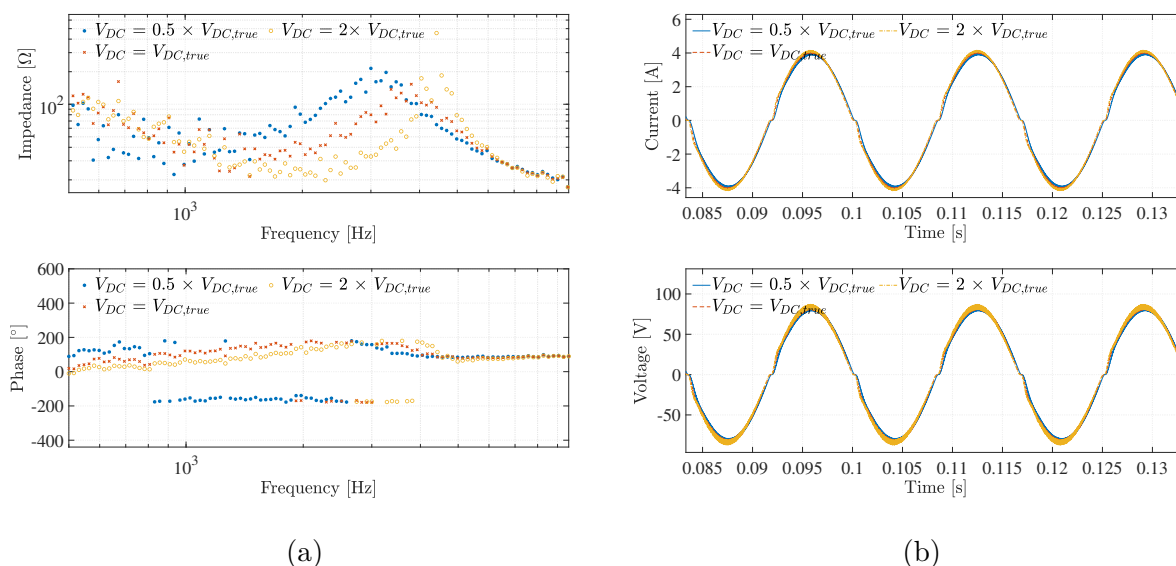 V_{DC} = 0.5 × V_{DC,true} V_{DC} = 2× V_{DC,true}
V_{DC} = V_{DC,true}
Impedance [Ω]
10^2
10^3
Frequency [Hz]
600
400
200
0
-200
-400
V_{DC} = 0.5 × V_{DC,true} V_{DC} = 2 × V_{DC,true}
V_{DC} = V_{DC,true}
Phase [°]
10^3
Frequency [Hz]
(a)
6
4
2
0
-2
-4
V_{DC} = 0.5 × V_{DC,true} V_{DC} = 2 × V_{DC,true}
V_{DC} = V_{DC,true}
Current [A]
0.085 0.09 0.095 0.1 0.105 0.11 0.115 0.12 0.125 0.13
Time [s]
100
50
0
-50
V_{DC} = 0.5 × V_{DC,true} V_{DC} = 2 × V_{DC,true}
V_{DC} = V_{DC,true}
Voltage [V]
0.085 0.09 0.095 0.1 0.105 0.11 0.115 0.12 0.125 0.13
Time [s]
(b)